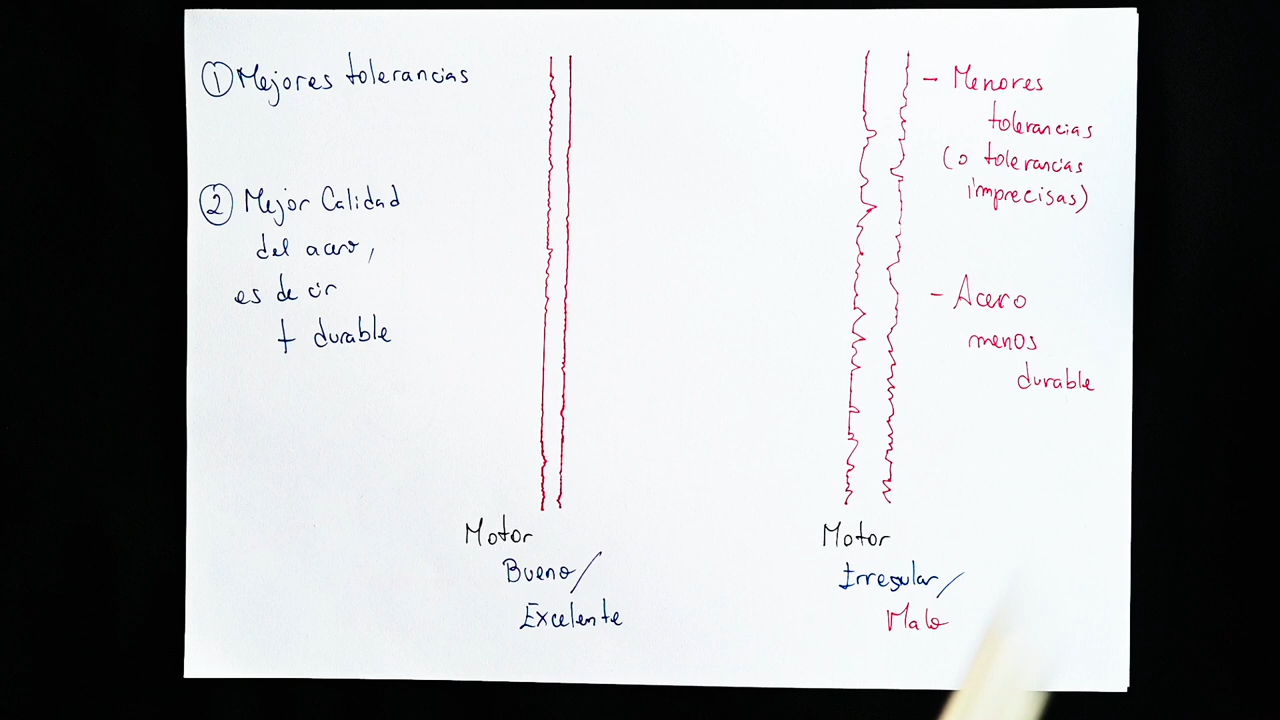 ① Mejores tolerancias
② Mejor Calidad
del acero,
es decir
+ durable
Motor
Bueno/
Excelente
- Menores
tolerancias
(o tolerancias
imprecisas)
- Acero
menos
durable
Motor
Irregular/
Malo